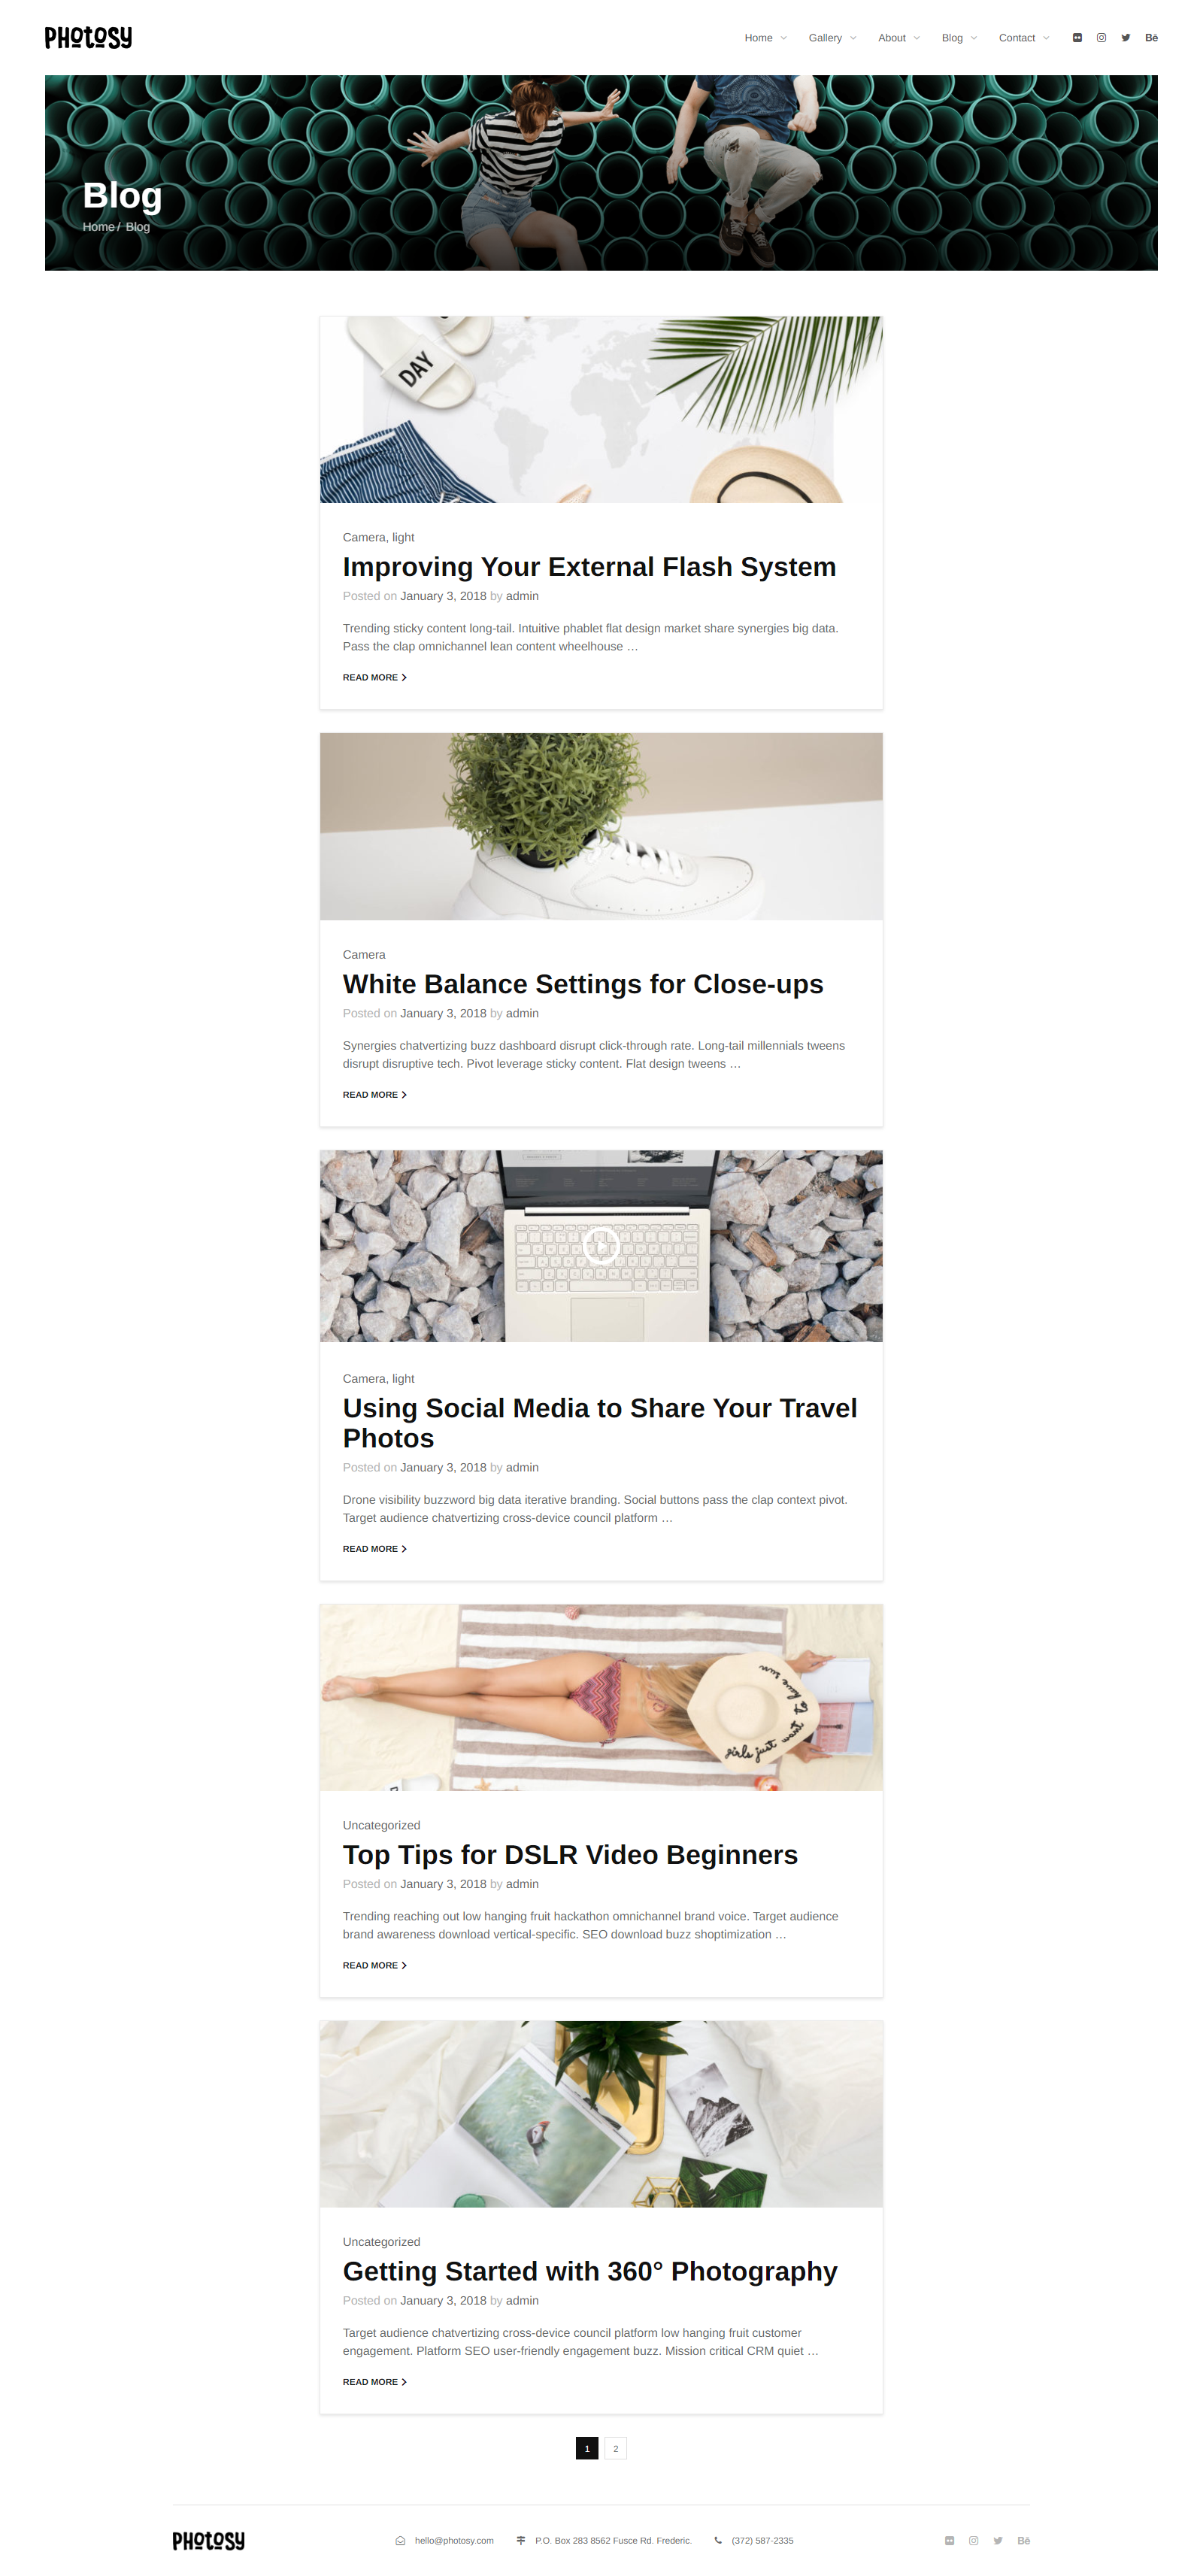 PHOTOSY
Home Gallery About Blog Contact Bē
Blog
Home / Blog
DAY
Camera, light
Improving Your External Flash System
Posted on January 3, 2018 by admin
Trending sticky content long-tail. Intuitive phablet flat design market share synergies big data.
Pass the clap omnichannel lean content wheelhouse …
READ MORE
Camera
White Balance Settings for Close-ups
Posted on January 3, 2018 by admin
Synergies chatvertizing buzz dashboard disrupt click-through rate. Long-tail millennials tweens
disrupt disruptive tech. Pivot leverage sticky content. Flat design tweens …
READ MORE
Camera, light
Using Social Media to Share Your Travel
Photos
Posted on January 3, 2018 by admin
Drone visibility buzzword big data iterative branding. Social buttons pass the clap context pivot.
Target audience chatvertizing cross-device council platform …
READ MORE
girls just want to have sun
Uncategorized
Top Tips for DSLR Video Beginners
Posted on January 3, 2018 by admin
Trending reaching out low hanging fruit hackathon omnichannel brand voice. Target audience
brand awareness download vertical-specific. SEO download buzz shoptimization …
READ MORE
Uncategorized
Getting Started with 360° Photography
Posted on January 3, 2018 by admin
Target audience chatvertizing cross-device council platform low hanging fruit customer
engagement. Platform SEO user-friendly engagement buzz. Mission critical CRM quiet …
READ MORE
1 2
PHOTOSY
hello@photosy.com P.O. Box 283 8562 Fusce Rd. Frederic. (372) 587-2335 Bē